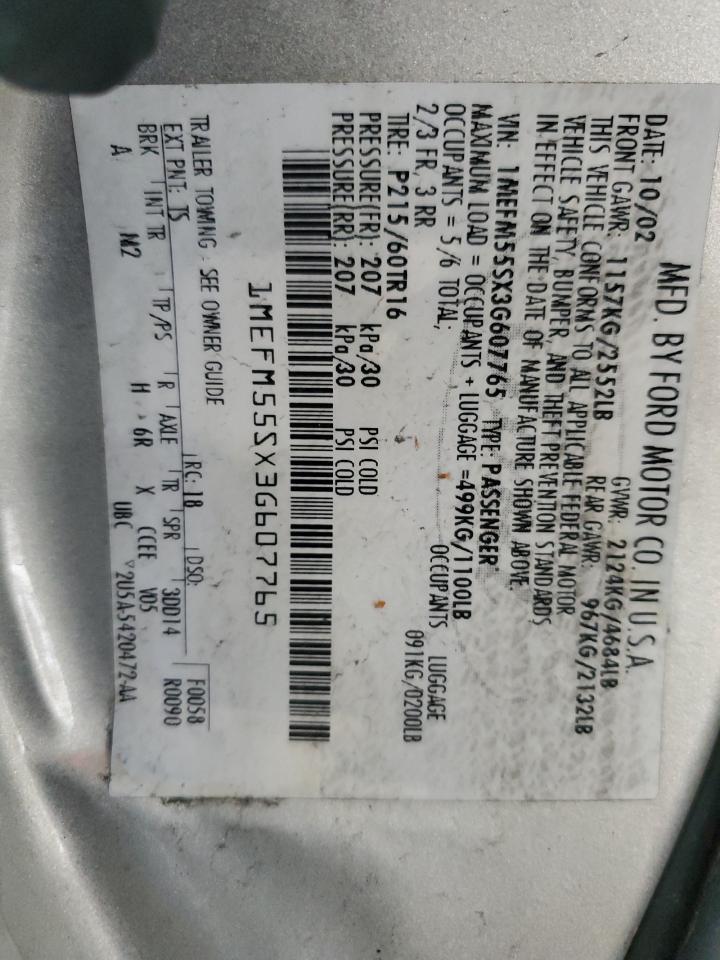 MFD. BY FORD MOTOR CO. IN U.S.A.
DATE: 10/02 GVWR: 2124KG/4684LB
FRONT GAWR: 1157KG/2552LB REAR GAWR: 967KG/2132LB
THIS VEHICLE CONFORMS TO ALL APPLICABLE FEDERAL MOTOR
VEHICLE SAFETY, BUMPER, AND THEFT PREVENTION STANDARDS
IN EFFECT ON THE DATE OF MANUFACTURE SHOWN ABOVE.
VIN: 1MEFM55SX3G607765 TYPE: PASSENGER
MAXIMUM LOAD = OCCUPANTS + LUGGAGE =499KG/1100LB
OCCUPANTS = 5/6 TOTAL; OCCUPANTS LUGGAGE
2/3 FR, 3 RR 091KG/0200LB
TIRE: P215/60TR16
PRESSURE(FR): 207 kPa/30 PSI COLD
PRESSURE(RR): 207 kPa/30 PSI COLD
1MEFM55SX3G607765
TRAILER TOWING - SEE OWNER GUIDE F0058
EXT PNT: TS RC: 18 DSO: 30D14 R0090
BRK INT TR TP/PS R AXLE TR SPR
A M2 H 6R X CCEE V05
UBC 2U5A-5420472-AA